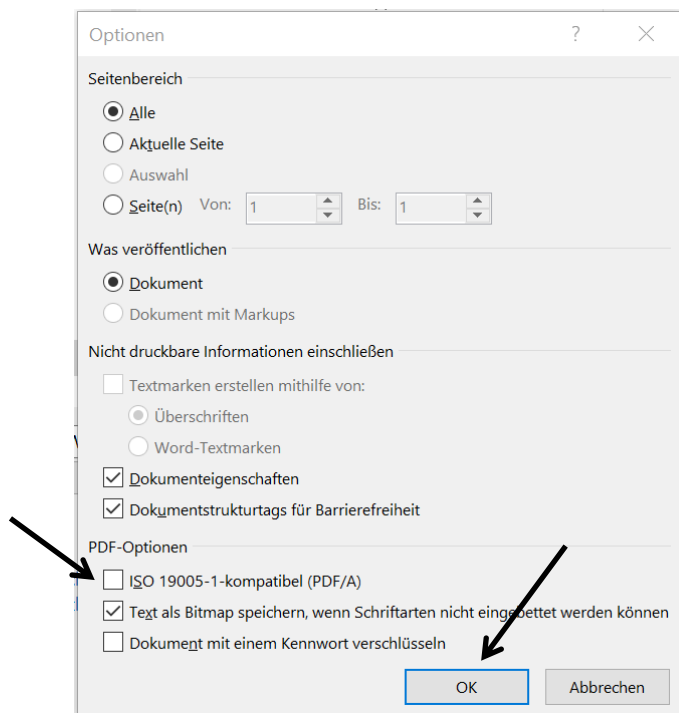 Optionen ?
Seitenbereich
Alle
Aktuelle Seite
Auswahl
Seite(n) Von: 1 Bis: 1
Was veröffentlichen
Dokument
Dokument mit Markups
Nicht druckbare Informationen einschließen
Textmarken erstellen mithilfe von:
Überschriften
Word-Textmarken
Dokumenteigenschaften
Dokumentstrukturtags für Barrierefreiheit
PDF-Optionen
ISO 19005-1-kompatibel (PDF/A)
Text als Bitmap speichern, wenn Schriftarten nicht eingebettet werden können
Dokument mit einem Kennwort verschlüsseln
OK Abbrechen